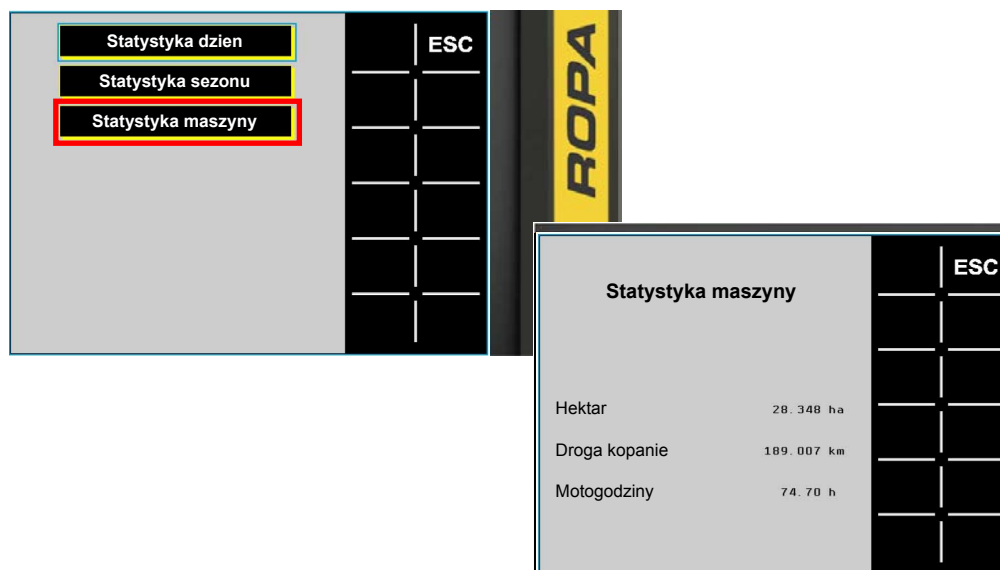 Statystyka dzien
ESC
Statystyka sezonu
Statystyka maszyny
ROPA
ESC
Statystyka maszyny
Hektar 28.348 ha
Droga kopanie 189.007 km
Motogodziny 74.70 h